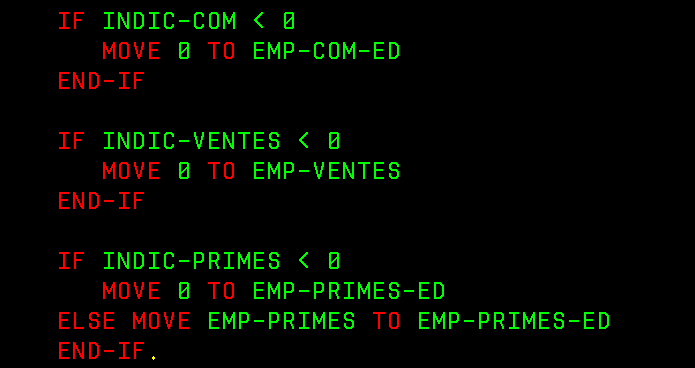 IF INDIC-COM < 0
MOVE 0 TO EMP-COM-ED
END-IF
IF INDIC-VENTES < 0
MOVE 0 TO EMP-VENTES
END-IF
IF INDIC-PRIMES < 0
MOVE 0 TO EMP-PRIMES-ED
ELSE MOVE EMP-PRIMES TO EMP-PRIMES-ED
END-IF.